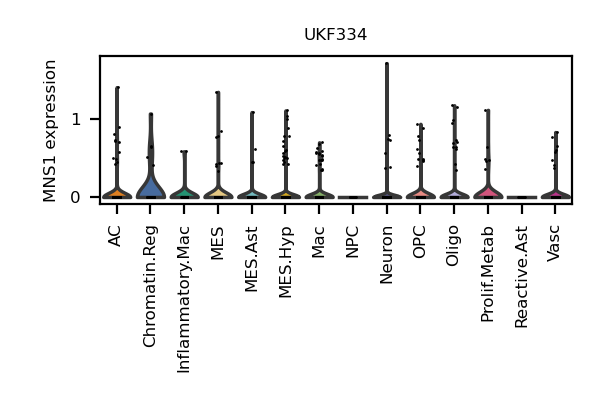 UKF334
MNS1 expression
1
0
AC
Chromatin.Reg
Inflammatory.Mac
MES
MES.Ast
MES.Hyp
Mac
NPC
Neuron
OPC
Oligo
Prolif.Metab
Reactive.Ast
Vasc